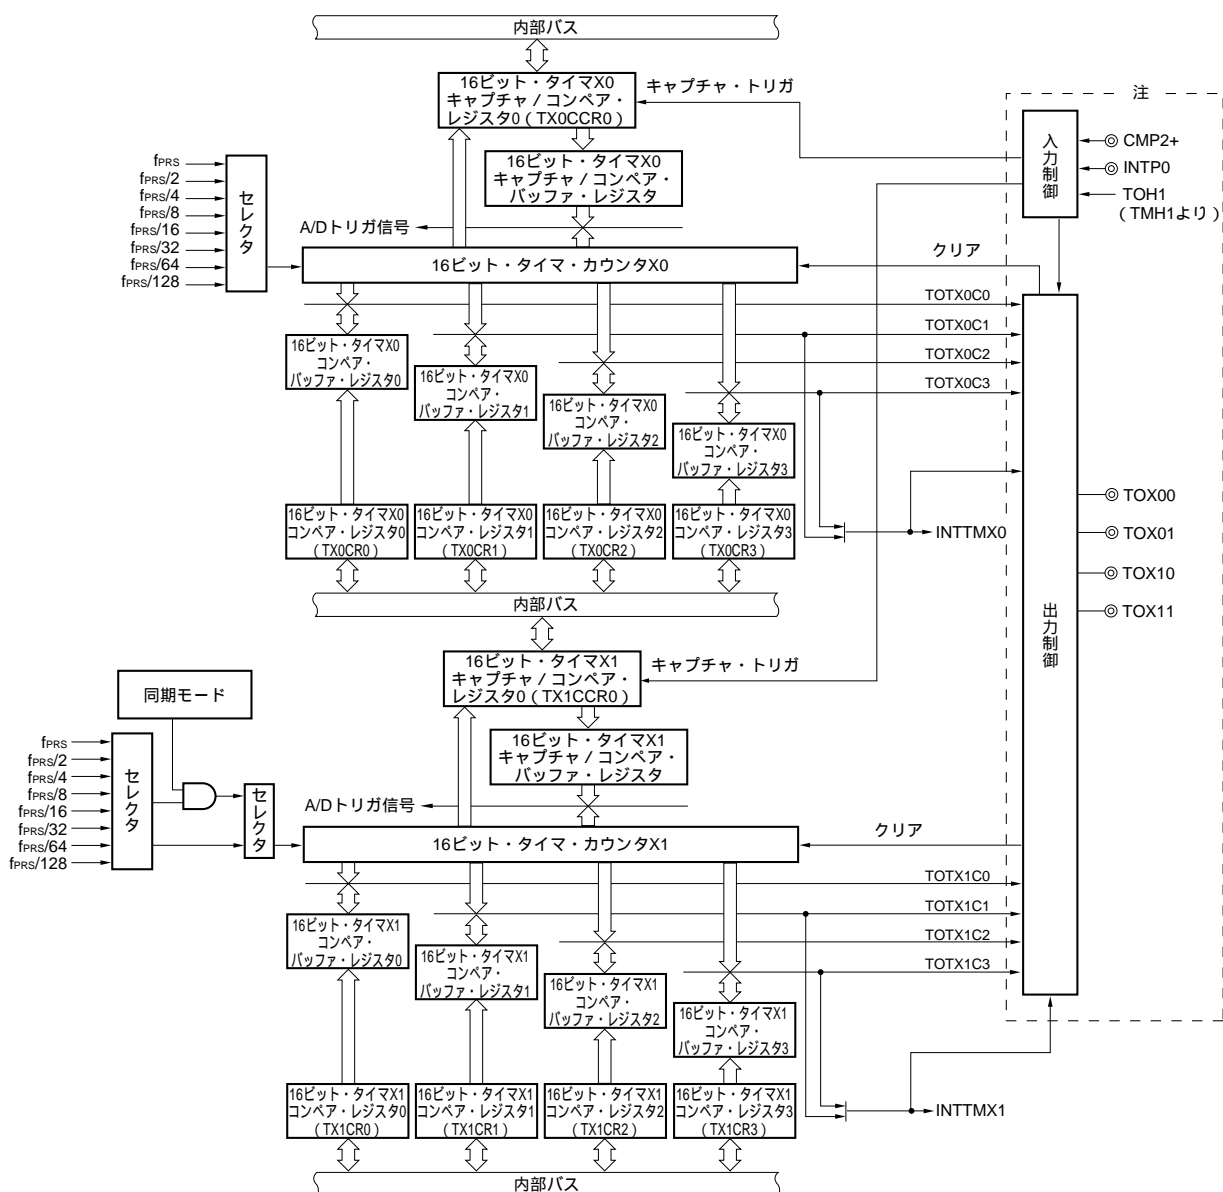 内部バス
16ビット・タイマX0
キャプチャ / コンペア・
レジスタ0 ( TX0CCR0 )
キャプチャ・トリガ
注
入力制御
CMP2+
INTP0
TOH1
( TMH1より )
16ビット・タイマX0
キャプチャ / コンペア・
バッファ・レジスタ
fPRS
fPRS/2
fPRS/4
fPRS/8
fPRS/16
fPRS/32
fPRS/64
fPRS/128
セレクタ
A/Dトリガ信号
16ビット・タイマ・カウンタX0
クリア
TOTX0C0
TOTX0C1
TOTX0C2
TOTX0C3
16ビット・タイマX0
コンペア・
バッファ・レジスタ0
16ビット・タイマX0
コンペア・
バッファ・レジスタ1
16ビット・タイマX0
コンペア・
バッファ・レジスタ2
16ビット・タイマX0
コンペア・
バッファ・レジスタ3
16ビット・タイマX0
コンペア・レジスタ0
( TX0CR0 )
16ビット・タイマX0
コンペア・レジスタ1
( TX0CR1 )
16ビット・タイマX0
コンペア・レジスタ2
( TX0CR2 )
16ビット・タイマX0
コンペア・レジスタ3
( TX0CR3 )
INTTMX0
TOX00
TOX01
TOX10
TOX11
出力制御
内部バス
16ビット・タイマX1
キャプチャ / コンペア・
レジスタ0 ( TX1CCR0 )
キャプチャ・トリガ
同期モード
16ビット・タイマX1
キャプチャ / コンペア・
バッファ・レジスタ
fPRS
fPRS/2
fPRS/4
fPRS/8
fPRS/16
fPRS/32
fPRS/64
fPRS/128
セレクタ
セレクタ
A/Dトリガ信号
16ビット・タイマ・カウンタX1
クリア
TOTX1C0
TOTX1C1
TOTX1C2
TOTX1C3
16ビット・タイマX1
コンペア・
バッファ・レジスタ0
16ビット・タイマX1
コンペア・
バッファ・レジスタ1
16ビット・タイマX1
コンペア・
バッファ・レジスタ2
16ビット・タイマX1
コンペア・
バッファ・レジスタ3
16ビット・タイマX1
コンペア・レジスタ0
( TX1CR0 )
16ビット・タイマX1
コンペア・レジスタ1
( TX1CR1 )
16ビット・タイマX1
コンペア・レジスタ2
( TX1CR2 )
16ビット・タイマX1
コンペア・レジスタ3
( TX1CR3 )
INTTMX1
内部バス